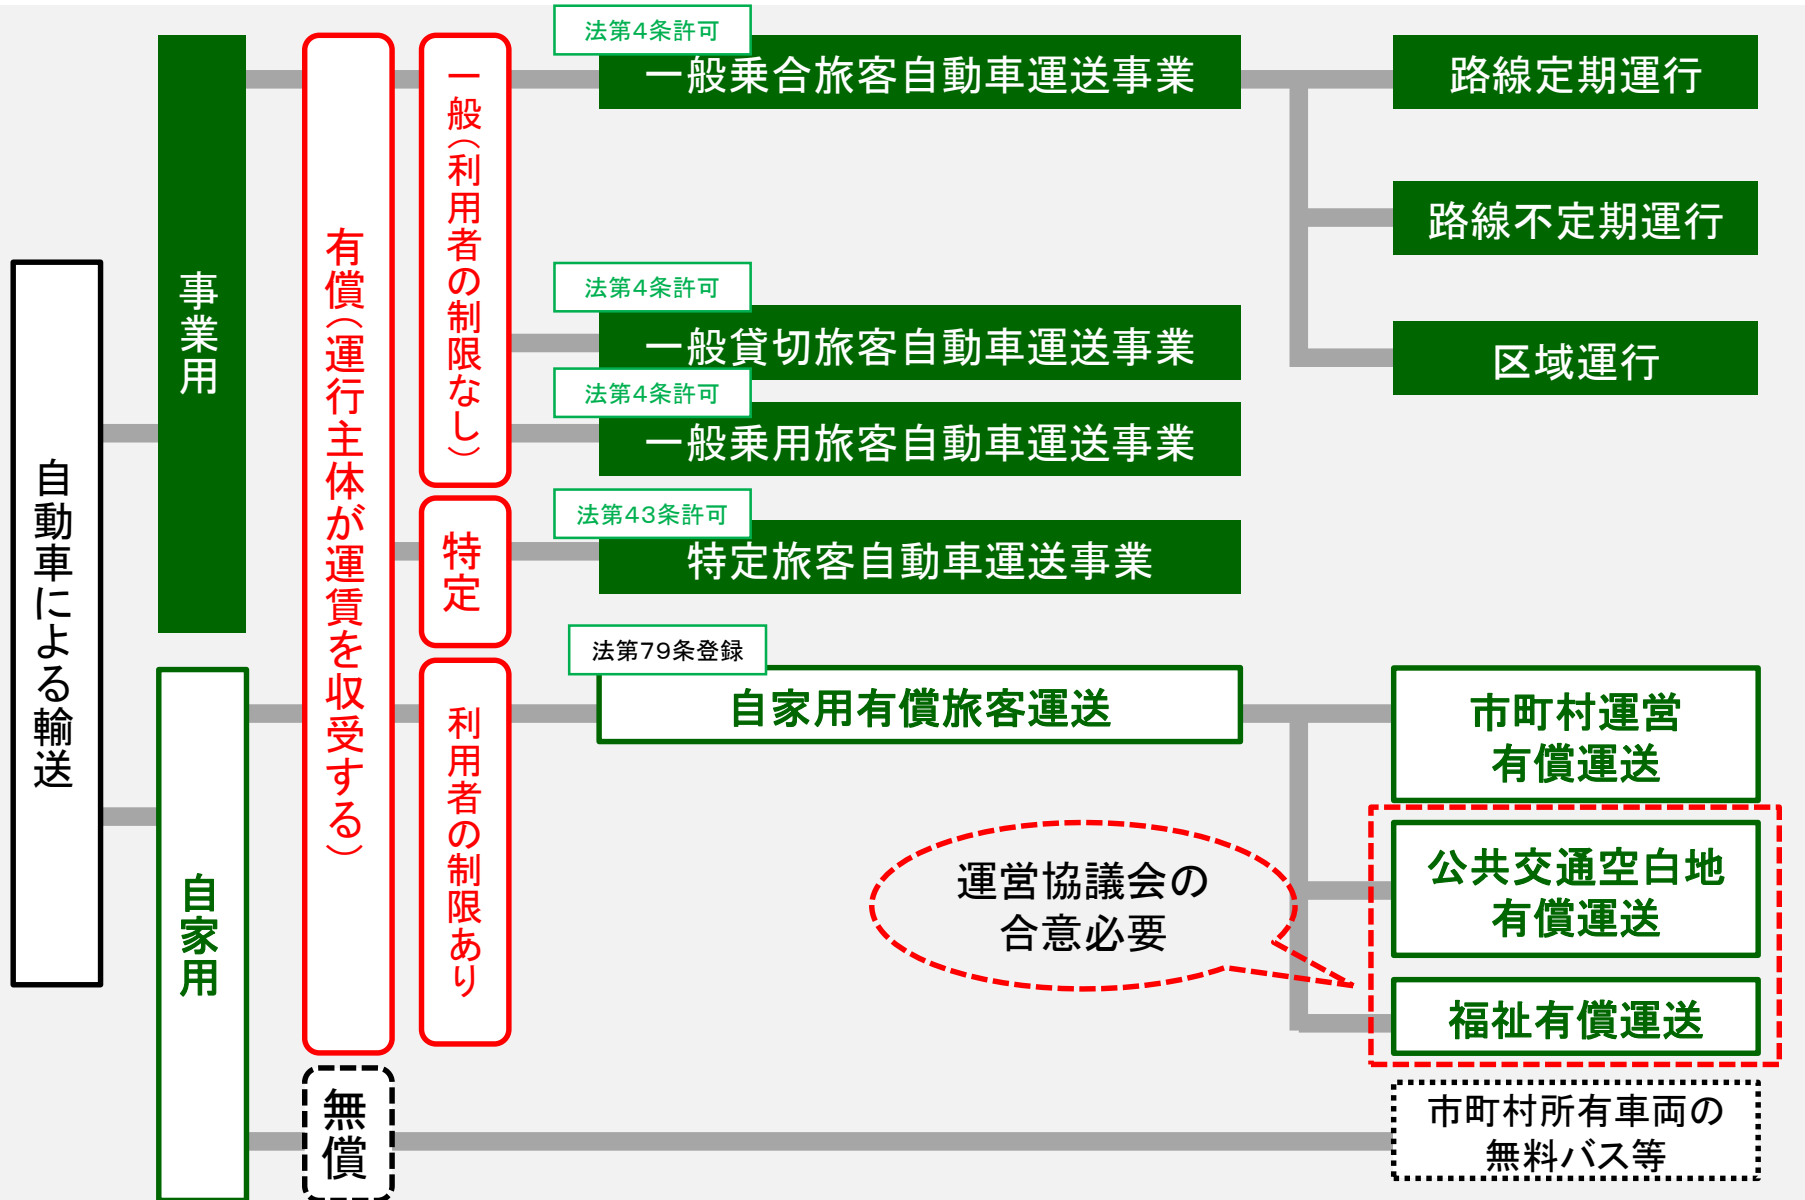 自動車による輸送
事業用
自家用
有償（運行主体が運賃を収受する）
無償
一般（利用者の制限なし）
特定
利用者の制限あり
法第4条許可
一般乗合旅客自動車運送事業
法第4条許可
一般貸切旅客自動車運送事業
法第4条許可
一般乗用旅客自動車運送事業
法第43条許可
特定旅客自動車運送事業
法第79条登録
自家用有償旅客運送
路線定期運行
路線不定期運行
区域運行
市町村運営
有償運送
公共交通空白地
有償運送
福祉有償運送
運営協議会の
合意必要
市町村所有車両の
無料バス等